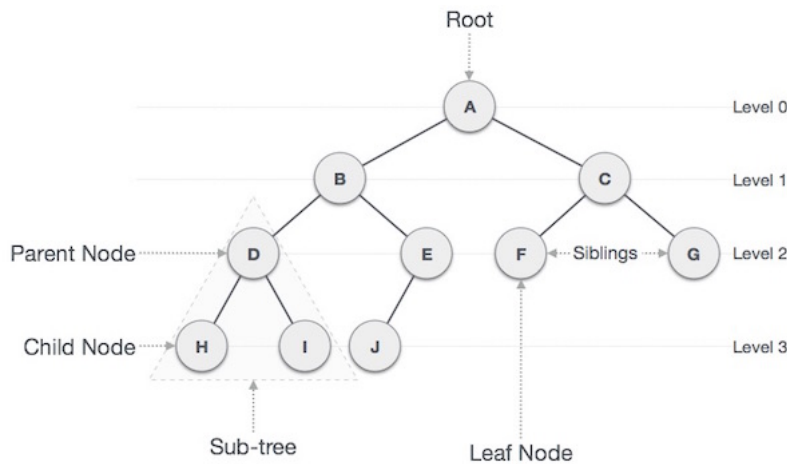 Root
A
Level 0
B
C
Level 1
Parent Node
D
E
F
Siblings
G
Level 2
Child Node
H
I
J
Level 3
Sub-tree
Leaf Node